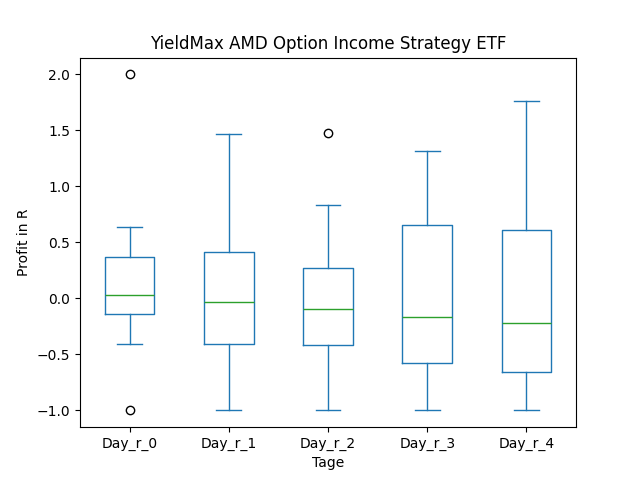 YieldMax AMD Option Income Strategy ETF
Profit in R
2.0
1.5
1.0
0.5
0.0
−0.5
−1.0
Day_r_0 Day_r_1 Day_r_2 Day_r_3 Day_r_4
Tage